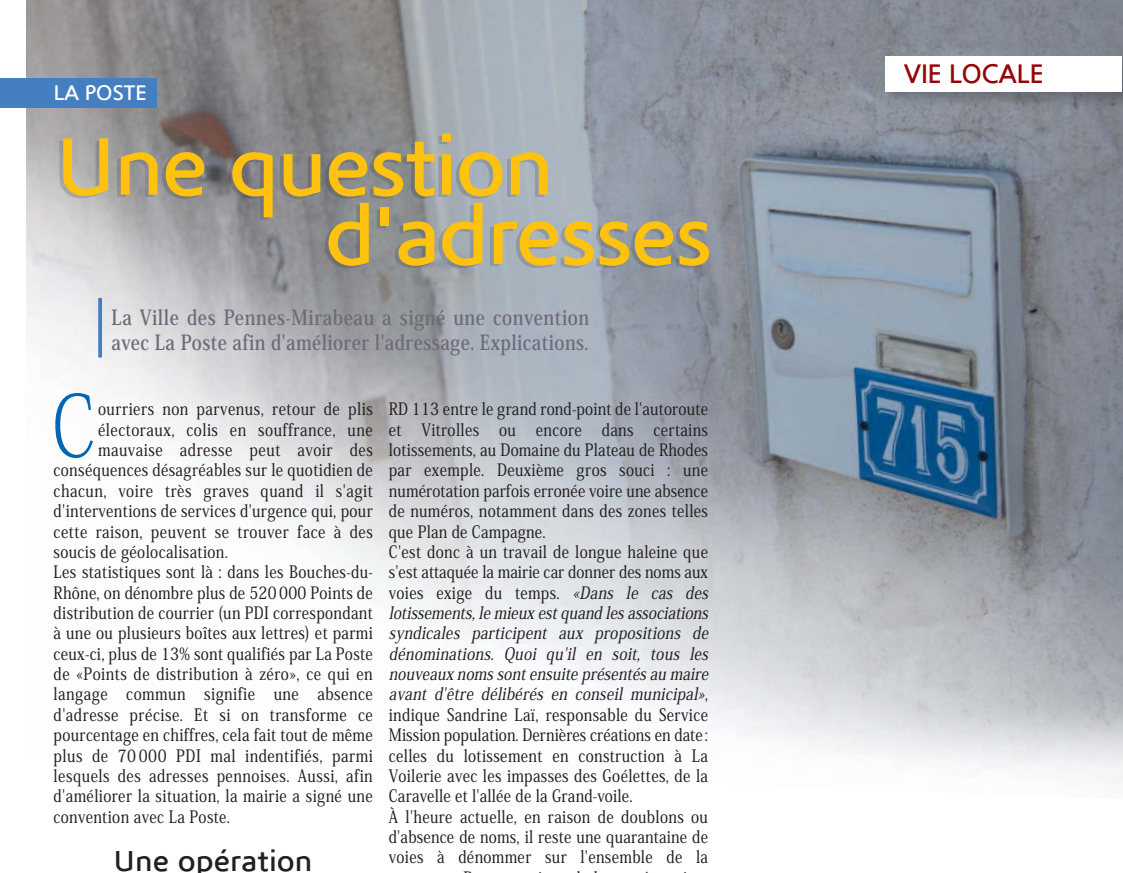 VIE LOCALE
LA POSTE
Une question
d'adresses
2
La Ville des Pennes-Mirabeau a signé une convention
avec La Poste afin d'améliorer l'adressage. Explications.
715
Courriers non parvenus, retour de plis
électoraux, colis en souffrance, une
mauvaise adresse peut avoir des
conséquences désagréables sur le quotidien de
chacun, voire très graves quand il s'agit
d'interventions de services d'urgence qui, pour
cette raison, peuvent se trouver face à des
soucis de géolocalisation.
Les statistiques sont là : dans les Bouches-du-
Rhône, on dénombre plus de 520 000 Points de
distribution de courrier (un PDI correspondant
à une ou plusieurs boîtes aux lettres) et parmi
ceux-ci, plus de 13% sont qualifiés par La Poste
de «Points de distribution à zéro», ce qui en
langage commun signifie une absence
d'adresse précise. Et si on transforme ce
pourcentage en chiffres, cela fait tout de même
plus de 70 000 PDI mal indentifiés, parmi
lesquels des adresses pennoises. Aussi, afin
d'améliorer la situation, la mairie a signé une
convention avec La Poste.
Une opération
RD 113 entre le grand rond-point de l'autoroute
et Vitrolles ou encore dans certains
lotissements, au Domaine du Plateau de Rhodes
par exemple. Deuxième gros souci : une
numérotation parfois erronée voire une absence
de numéros, notamment dans des zones telles
que Plan de Campagne.
C'est donc à un travail de longue haleine que
s'est attaquée la mairie car donner des noms aux
voies exige du temps. «Dans le cas des
lotissements, le mieux est quand les associations
syndicales participent aux propositions de
dénominations. Quoi qu'il en soit, tous les
nouveaux noms sont ensuite présentés au maire
avant d'être délibérés en conseil municipal»,
indique Sandrine Laï, responsable du Service
Mission population. Dernières créations en date :
celles du lotissement en construction à La
Voilerie avec les impasses des Goélettes, de la
Caravelle et l'allée de la Grand-voile.
À l'heure actuelle, en raison de doublons ou
d'absence de noms, il reste une quarantaine de
voies à dénommer sur l'ensemble de la